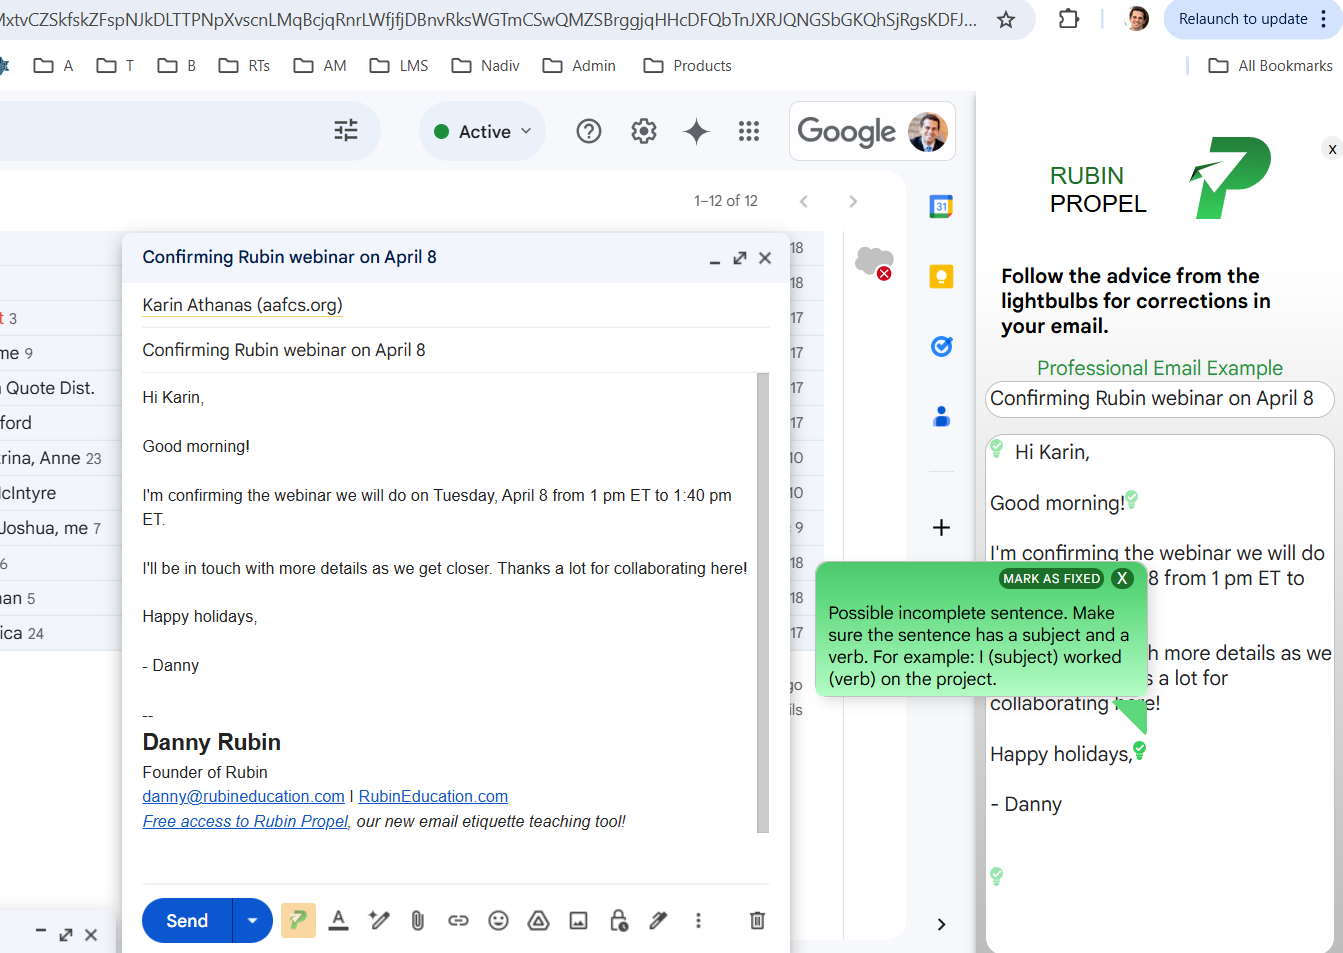 MxtvCZSkfskZFspNJkDLTTPNpXvscnLMqBcjqRnrLWfjfjDBnvRksWGTmCSwQMZSBrggjqHHcDFQbTnJXRJQNGSbGKQhSjRgsKDFJ...
Relaunch to update
A T B RTs AM LMS Nadiv Admin Products
All Bookmarks
Active
Google
1–12 of 12
31
18
18
t 3
17
me 9
17
Quote Dist.
17
ford
17
rina, Anne 23
10
cIntyre
10
Joshua, me 7
9
6
18
nan 5
18
ica 24
17
go
ils
Confirming Rubin webinar on April 8
Karin Athanas (aafcs.org)
Confirming Rubin webinar on April 8
Hi Karin,
Good morning!
I'm confirming the webinar we will do on Tuesday, April 8 from 1 pm ET to 1:40 pm
ET.
I'll be in touch with more details as we get closer. Thanks a lot for collaborating here!
Happy holidays,
- Danny
--
Danny Rubin
Founder of Rubin
danny@rubineducation.com I RubinEducation.com
Free access to Rubin Propel, our new email etiquette teaching tool!
Send
RUBIN
PROPEL
x
Follow the advice from the
lightbulbs for corrections in
your email.
Professional Email Example
Confirming Rubin webinar on April 8
Hi Karin,
Good morning!
I'm confirming the webinar we will do
8 from 1 pm ET to
MARK AS FIXED X
Possible incomplete sentence. Make
sure the sentence has a subject and a
verb. For example: I (subject) worked
(verb) on the project.
h more details as we
s a lot for
collaborating here!
Happy holidays,
- Danny